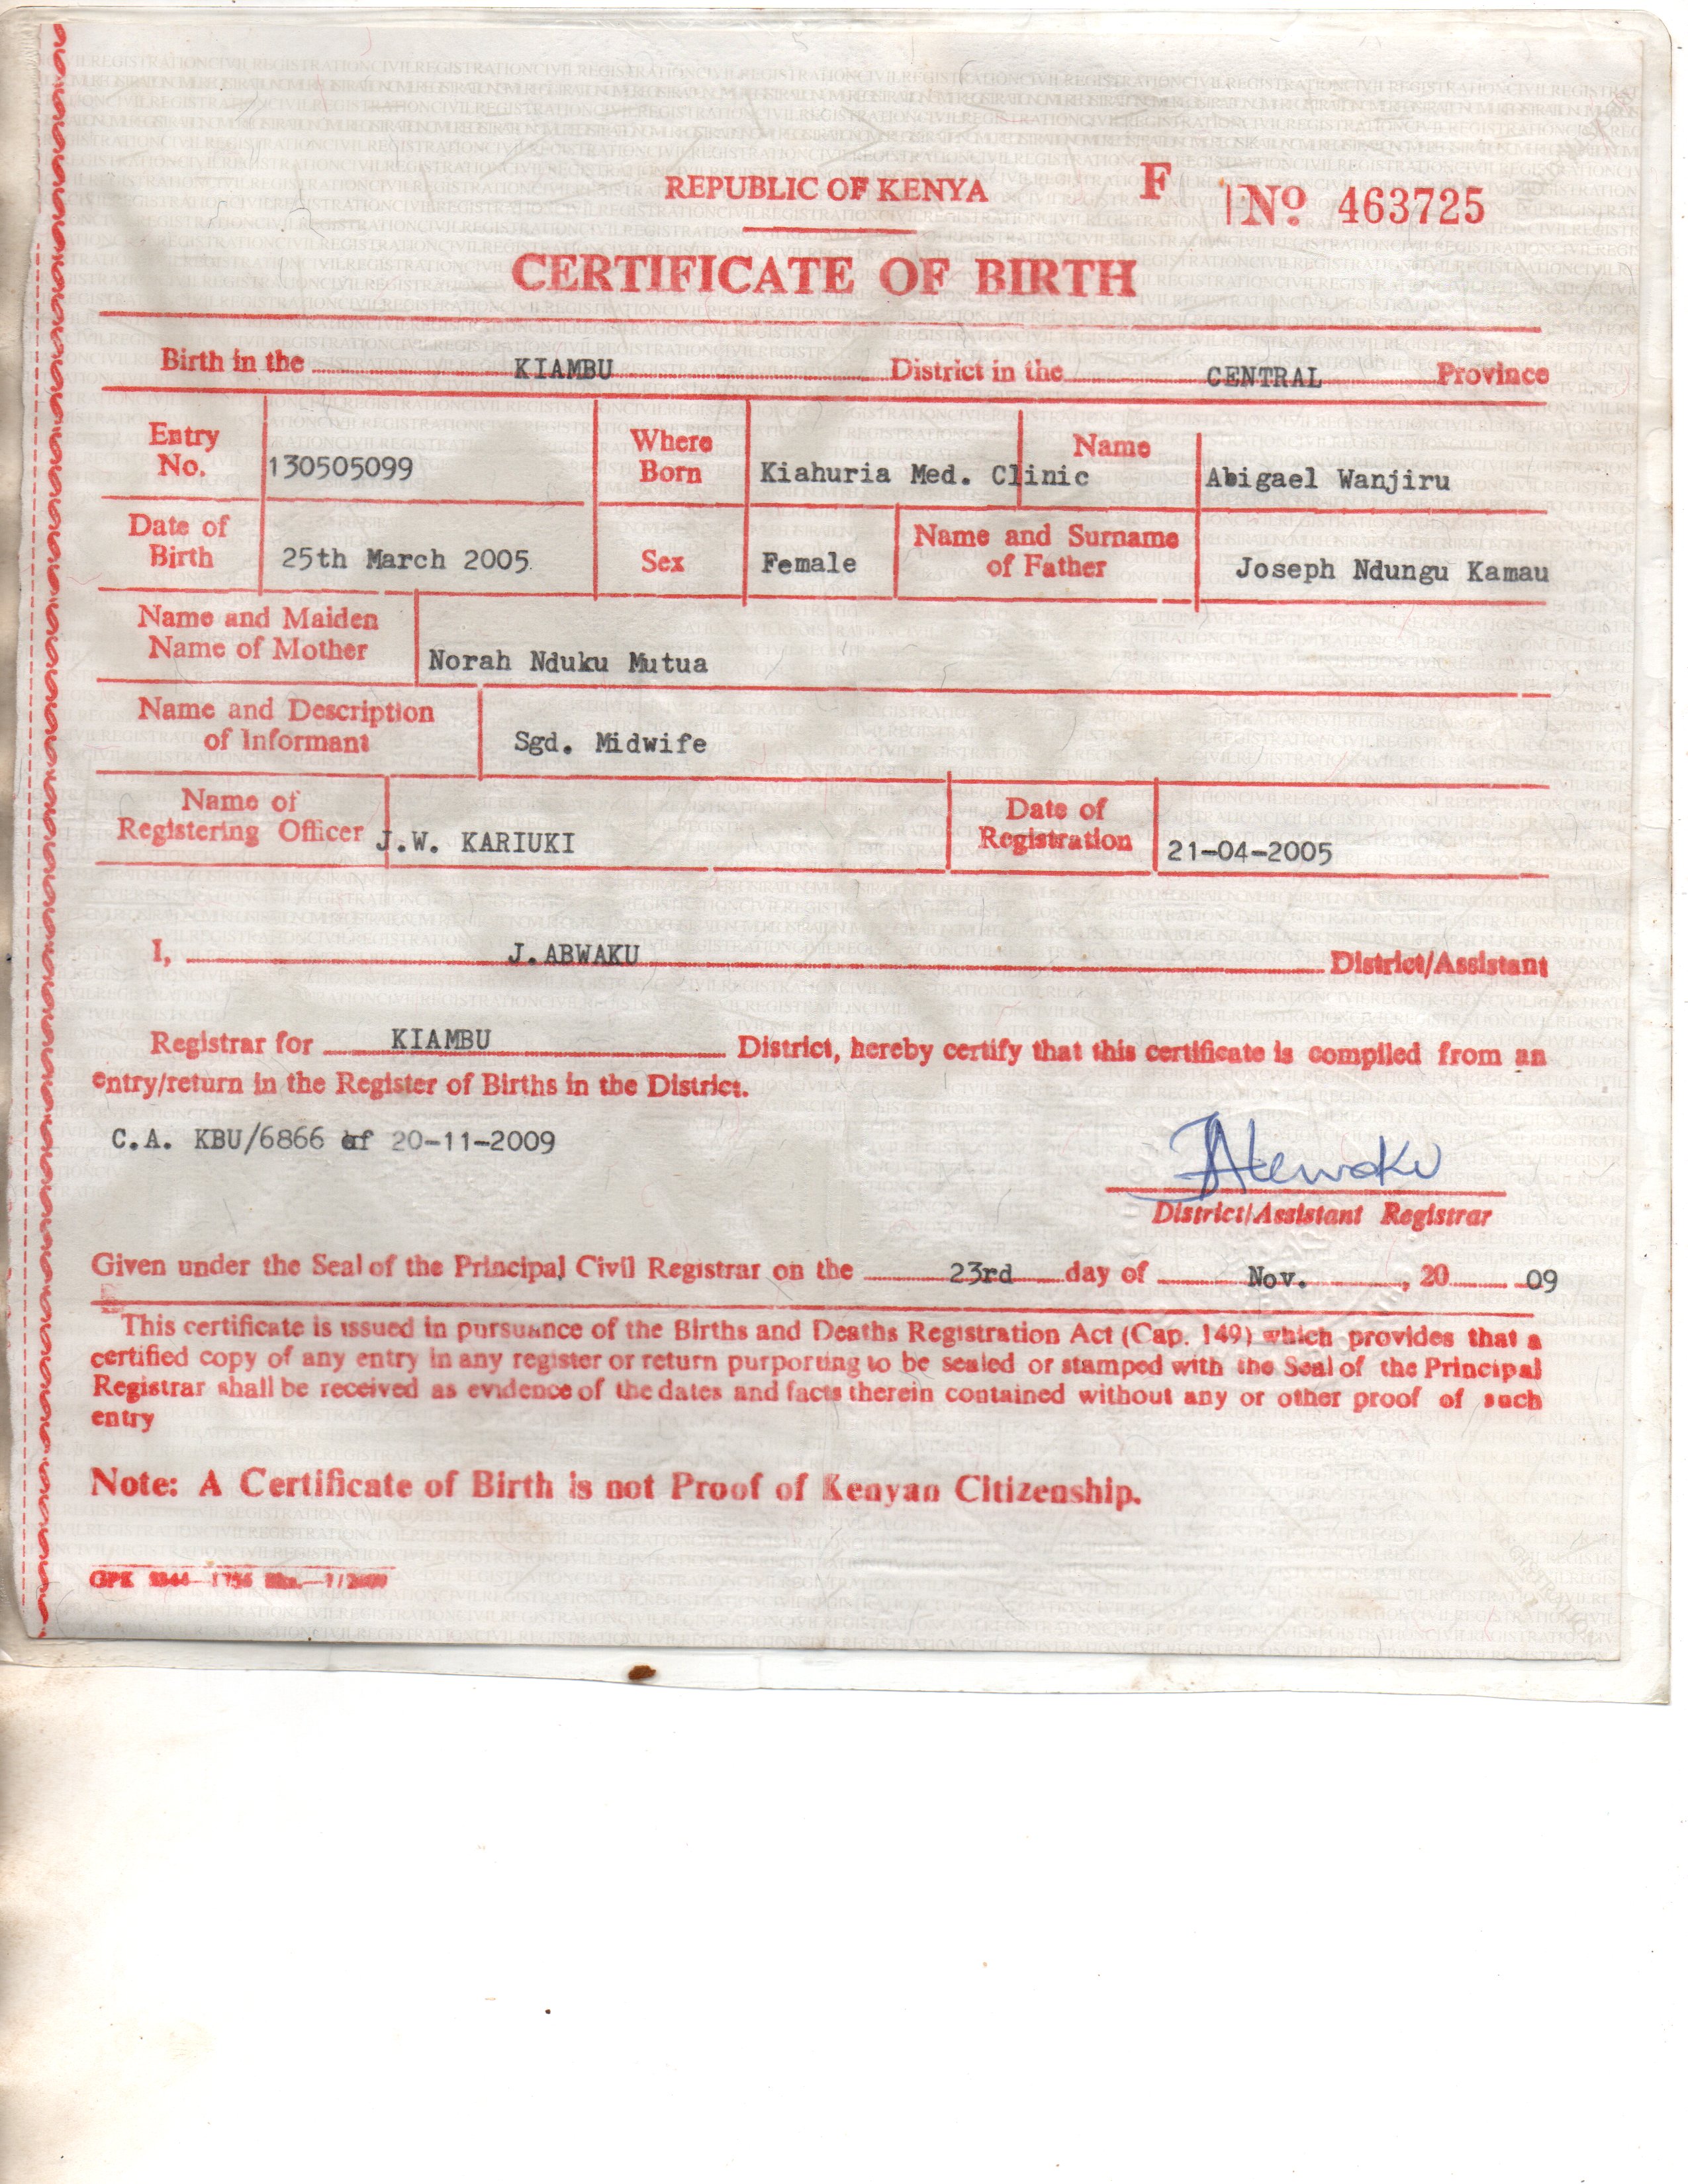 REPUBLIC OF KENYA
F No 463725
CERTIFICATE OF BIRTH
Birth in the KIAMBU District in the CENTRAL Province
Entry No. 130505099
Where Born Kiahuria Med. Clinic
Name Abigael Wanjiru
Date of Birth 25th March 2005
Sex Female
Name and Surname of Father Joseph Ndungu Kamau
Name and Maiden Name of Mother Norah Nduku Mutua
Name and Description of Informant Sgd. Midwife
Name of Registering Officer J.W. KARIUKI
Date of Registration 21-04-2005
I, J.ABWAKU District/Assistant
Registrar for KIAMBU District, hereby certify that this certificate is compiled from an
entry/return in the Register of Births in the District.
C.A. KBU/6866 of 20-11-2009
District/Assistant Registrar
Given under the Seal of the Principal Civil Registrar on the 23rd day of Nov., 20 09
This certificate is issued in pursuance of the Births and Deaths Registration Act (Cap. 149) which provides that a
certified copy of any entry in any register or return purporting to be sealed or stamped with the Seal of the Principal
Registrar shall be received as evidence of the dates and facts therein contained without any or other proof of such
entry
Note: A Certificate of Birth is not Proof of Kenyan Citizenship.
GPK